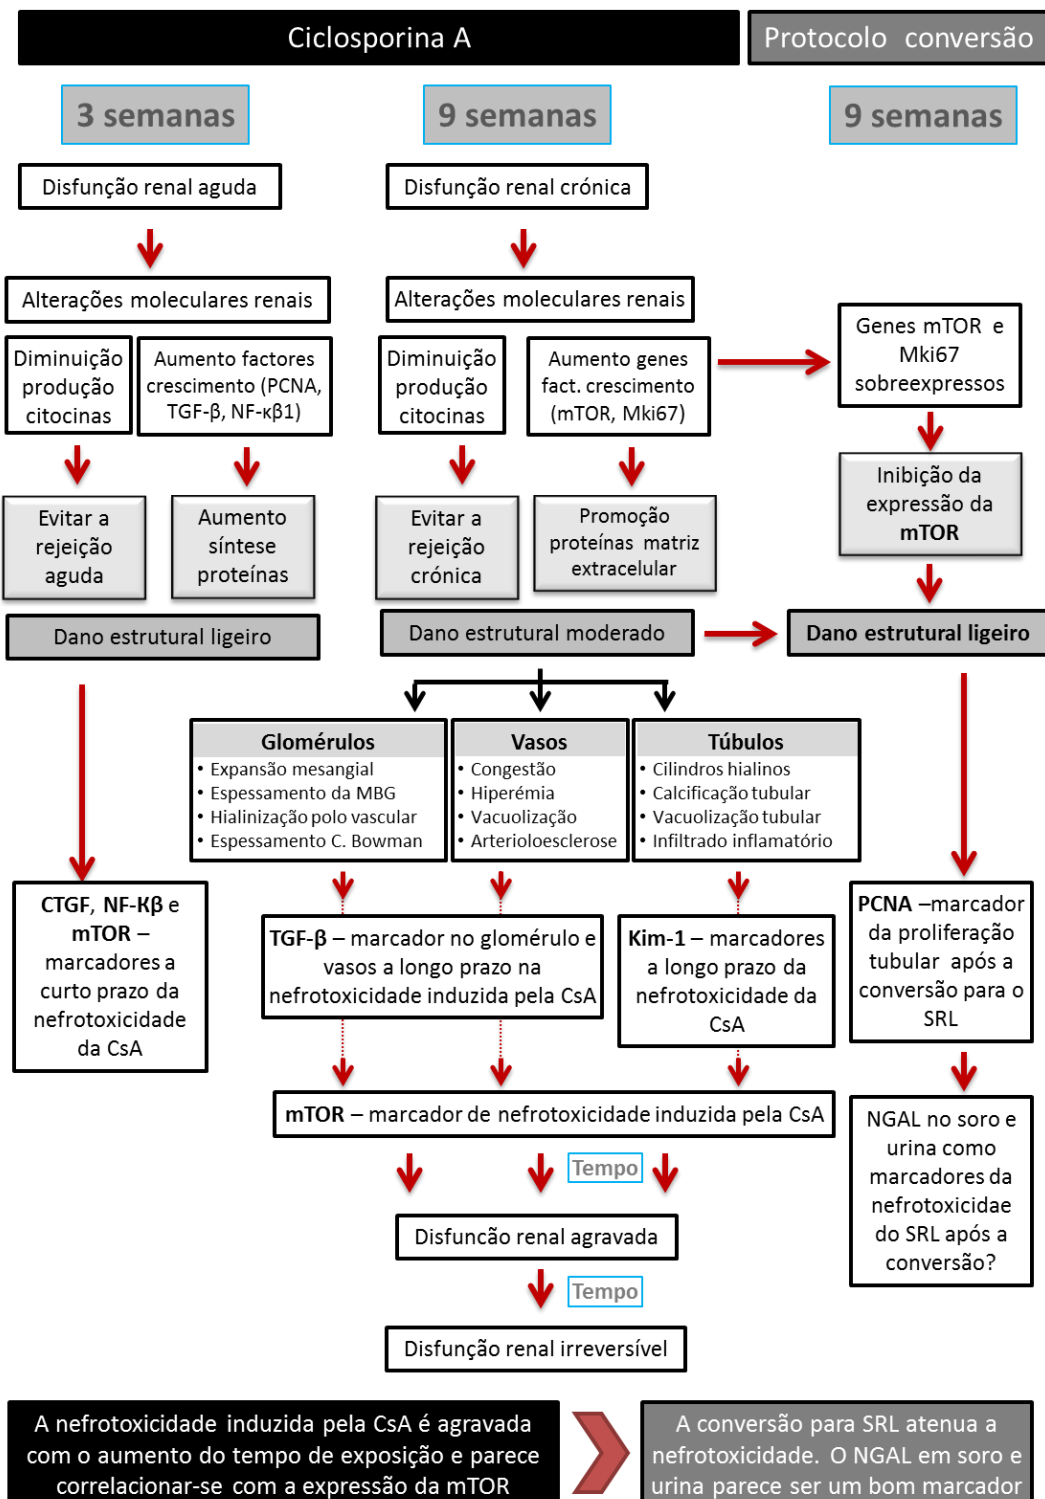 Ciclosporina A
Protocolo conversão
3 semanas
9 semanas
9 semanas
Disfunção renal aguda
Disfunção renal crónica
Alterações moleculares renais
Alterações moleculares renais
Diminuição
produção
citocinas
Aumento factores
crescimento (PCNA,
TGF-β, NF-κβ1)
Diminuição
produção
citocinas
Aumento genes
fact. crescimento
(mTOR, Mki67)
Genes mTOR e
Mki67
sobreexpressos
Evitar a
rejeição
aguda
Aumento
síntese
proteínas
Evitar a
rejeição
crónica
Promoção
proteínas matriz
extracelular
Inibição da
expressão da
mTOR
Dano estrutural ligeiro
Dano estrutural moderado
Dano estrutural ligeiro
Glomérulos
• Expansão mesangial
• Espessamento da MBG
• Hialinização polo vascular
• Espessamento C. Bowman
Vasos
• Congestão
• Hiperémia
• Vacuolização
• Arterioloesclerose
Túbulos
• Cilindros hialinos
• Calcificação tubular
• Vacuolização tubular
• Infiltrado inflamatório
CTGF, NF-Kβ e
mTOR –
marcadores a
curto prazo da
nefrotoxicidade
da CsA
TGF-β – marcador no glomérulo e
vasos a longo prazo na
nefrotoxicidade induzida pela CsA
Kim-1 – marcadores
a longo prazo da
nefrotoxicidade da
CsA
PCNA –marcador
da proliferação
tubular após a
conversão para o
SRL
mTOR – marcador de nefrotoxicidade induzida pela CsA
NGAL no soro e
urina como
marcadores da
nefrotoxicidae
do SRL após a
conversão?
Tempo
Disfuncão renal agravada
Tempo
Disfunção renal irreversível
A nefrotoxicidade induzida pela CsA é agravada
com o aumento do tempo de exposição e parece
correlacionar-se com a expressão da mTOR
A conversão para SRL atenua a
nefrotoxicidade. O NGAL em soro e
urina parece ser um bom marcador